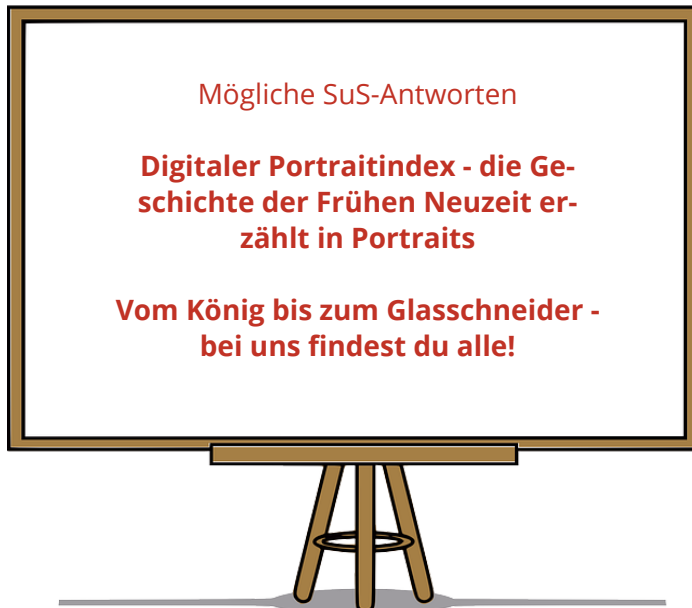 Mögliche SuS-Antworten
Digitaler Portraitindex - die Ge-
schichte der Frühen Neuzeit er-
zählt in Portraits
Vom König bis zum Glasschneider -
bei uns findest du alle!